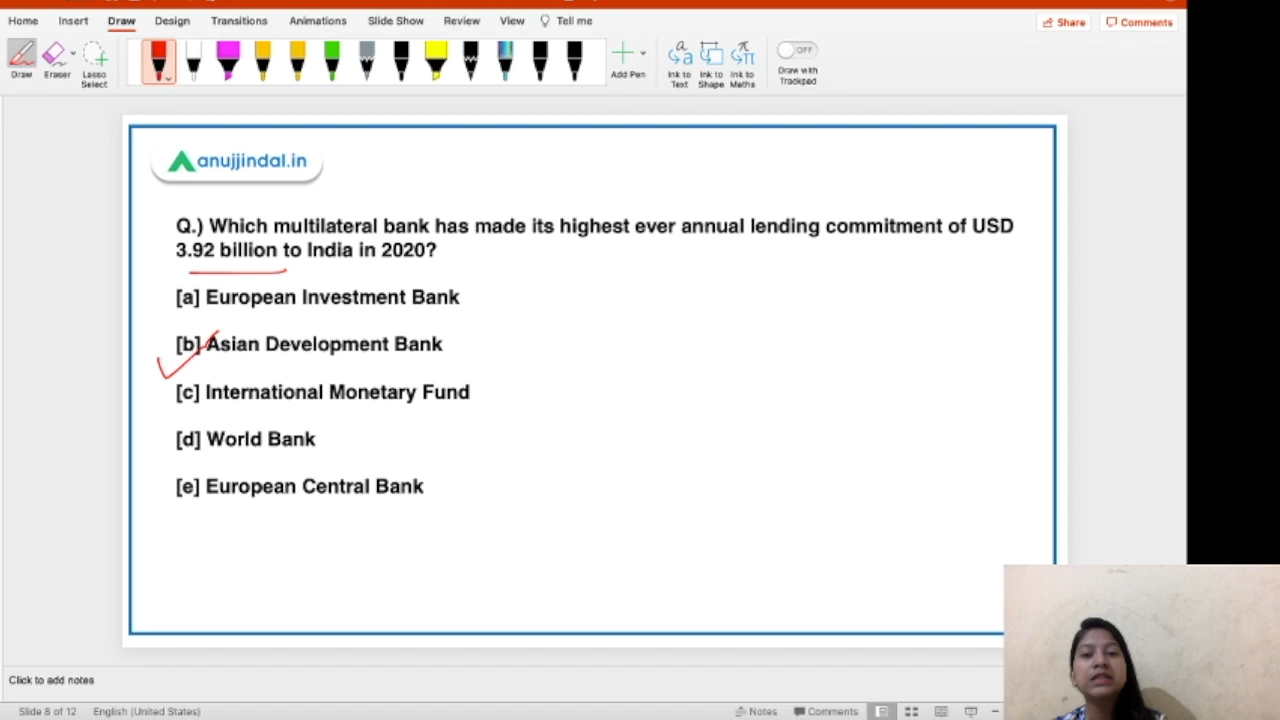 Home Insert Draw Design Transitions Animations Slide Show Review View Tell me
Share Comments
Draw Eraser Lasso Select
Add Pen Ink to Text Ink to Shape Ink to Maths
OFF
Draw with Trackpad
anujjindal.in
Q.) Which multilateral bank has made its highest ever annual lending commitment of USD
3.92 billion to India in 2020?
[a] European Investment Bank
[b] Asian Development Bank
[c] International Monetary Fund
[d] World Bank
[e] European Central Bank
Click to add notes
Slide 8 of 12 English (United States) Notes Comments